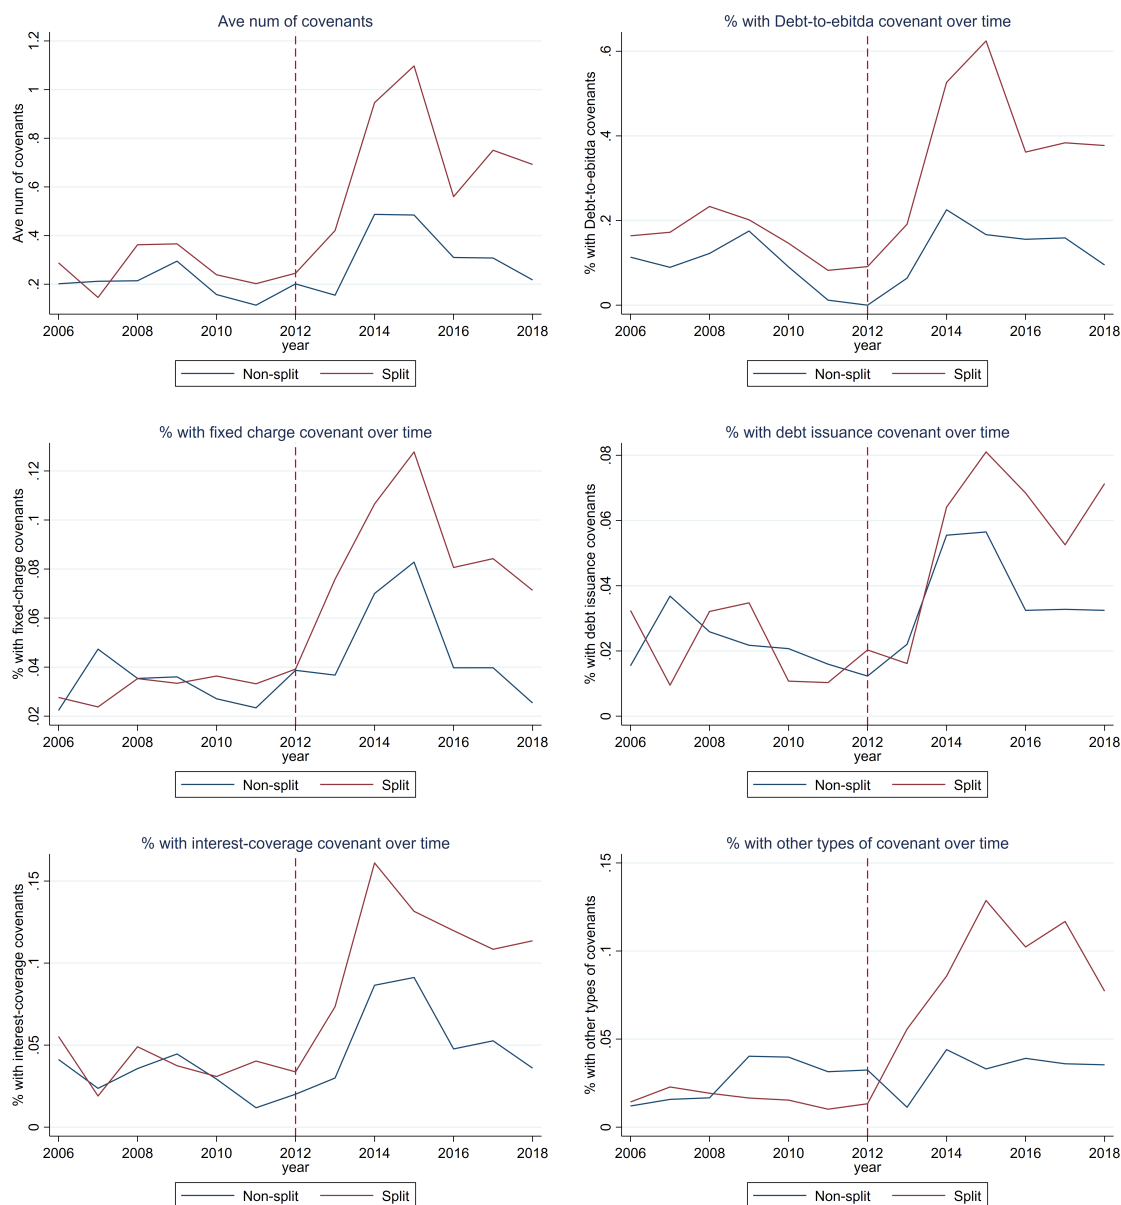 Ave num of covenants
Ave num of covenants
1.2
1
.8
.6
.4
.2
2006 2008 2010 2012 2014 2016 2018
year
Non-split Split
% with Debt-to-ebitda covenant over time
% with Debt-to-ebitda covenants
.6
.4
.2
0
2006 2008 2010 2012 2014 2016 2018
year
Non-split Split
% with fixed charge covenant over time
% with fixed-charge covenants
.12
.1
.08
.06
.04
.02
2006 2008 2010 2012 2014 2016 2018
year
Non-split Split
% with debt issuance covenant over time
% with debt issuance covenants
.08
.06
.04
.02
0
2006 2008 2010 2012 2014 2016 2018
year
Non-split Split
% with interest-coverage covenant over time
% with interest-coverage covenants
.15
.1
.05
0
2006 2008 2010 2012 2014 2016 2018
year
Non-split Split
% with other types of covenant over time
% with other types of covenants
.15
.1
.05
0
2006 2008 2010 2012 2014 2016 2018
year
Non-split Split